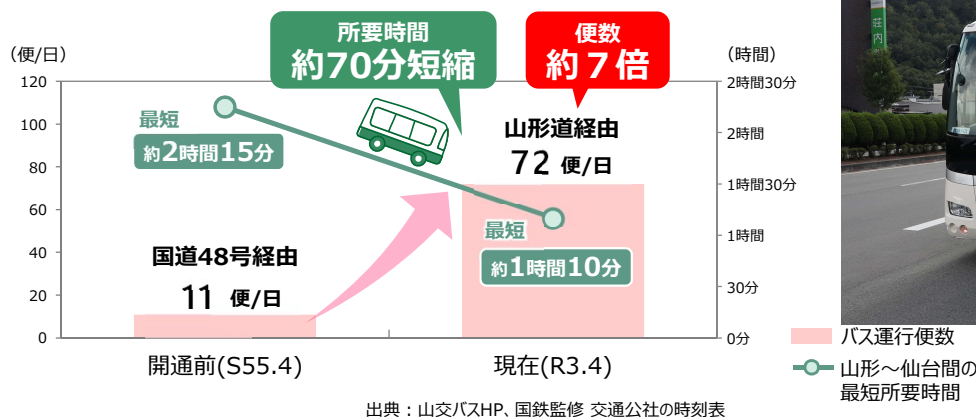 所要時間
約70分短縮
便数
約7倍
(便/日)
(時間)
120
100
80
60
40
20
0
2時間30分
2時間
1時間30分
1時間
30分
0分
最短
約2時間15分
山形道経由
72 便/日
最短
約1時間10分
国道48号経由
11 便/日
開通前(S55.4)
現在(R3.4)
荘内
バス運行便数
山形～仙台間の
最短所要時間
出典：山交バスHP、国鉄監修 交通公社の時刻表